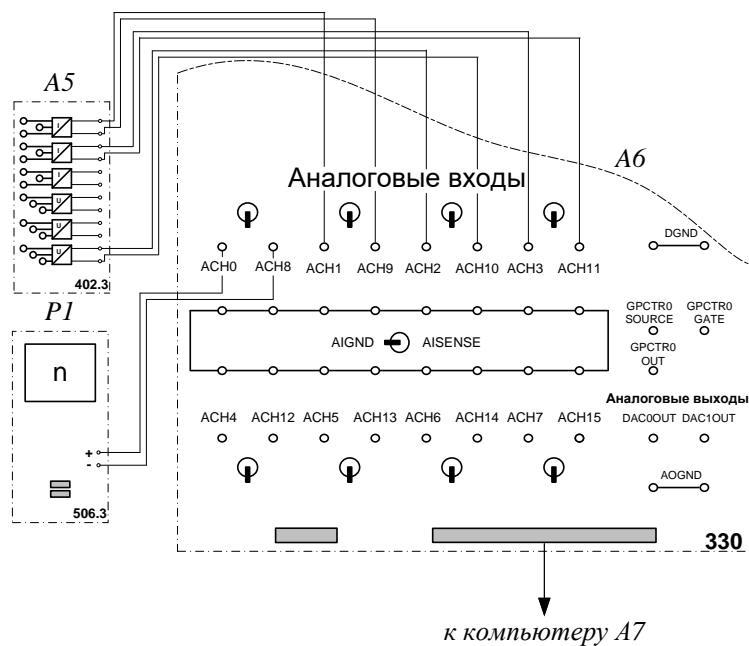 A5
A6
I
I
I
U
U
U
402.3
P1
n
+
-
506.3
Аналоговые входы
ACH0 ACH8 ACH1 ACH9 ACH2 ACH10 ACH3 ACH11
DGND
GPCTR0 SOURCE
GPCTR0 GATE
GPCTR0 OUT
AIGND AISENSE
Аналоговые выходы
ACH4 ACH12 ACH5 ACH13 ACH6 ACH14 ACH7 ACH15
DAC0OUT DAC1OUT
AOGND
330
к компьютеру A7